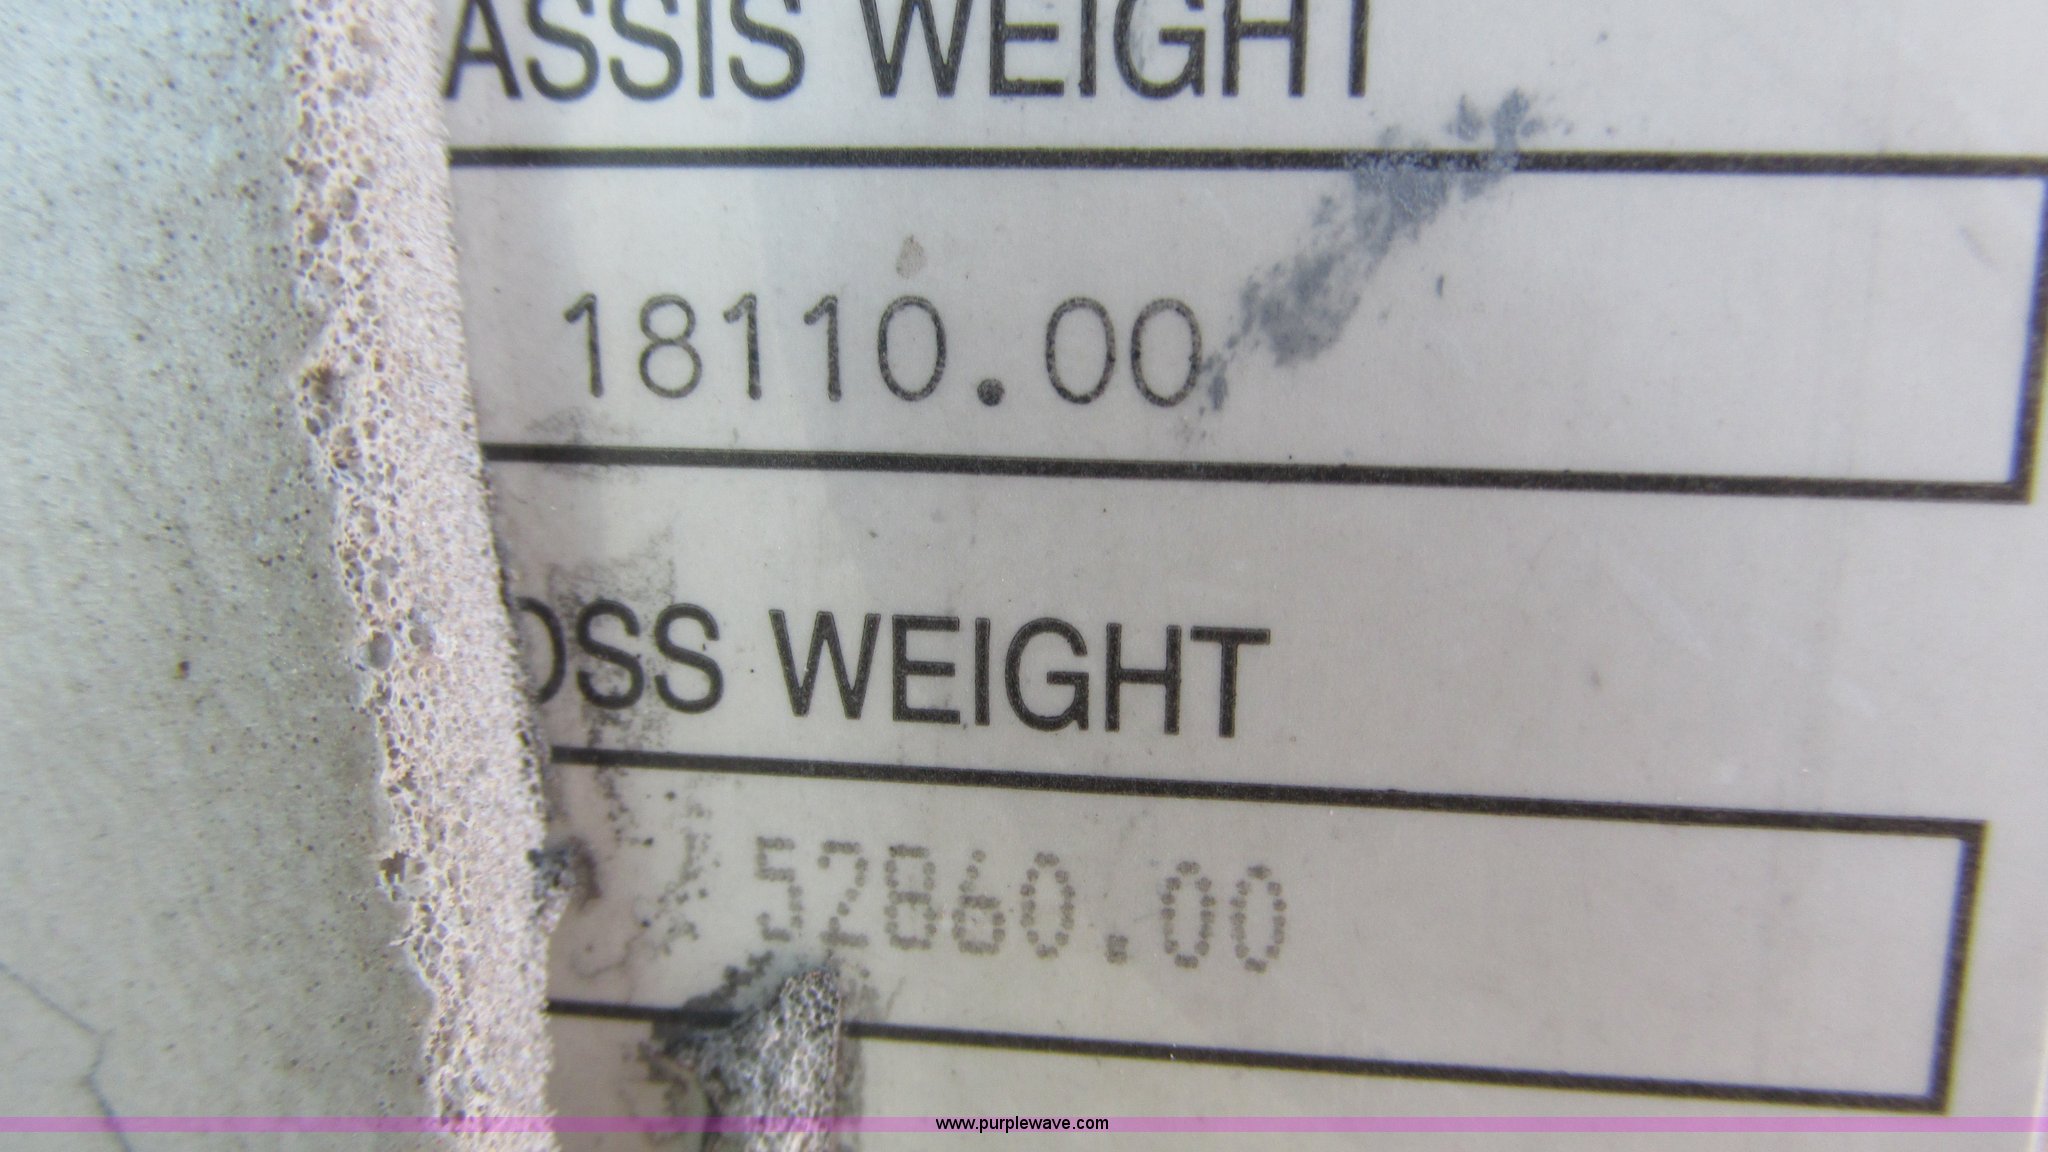 ASSIS WEIGHT
18110.00
OSS WEIGHT
52860.00
www.purplewave.com